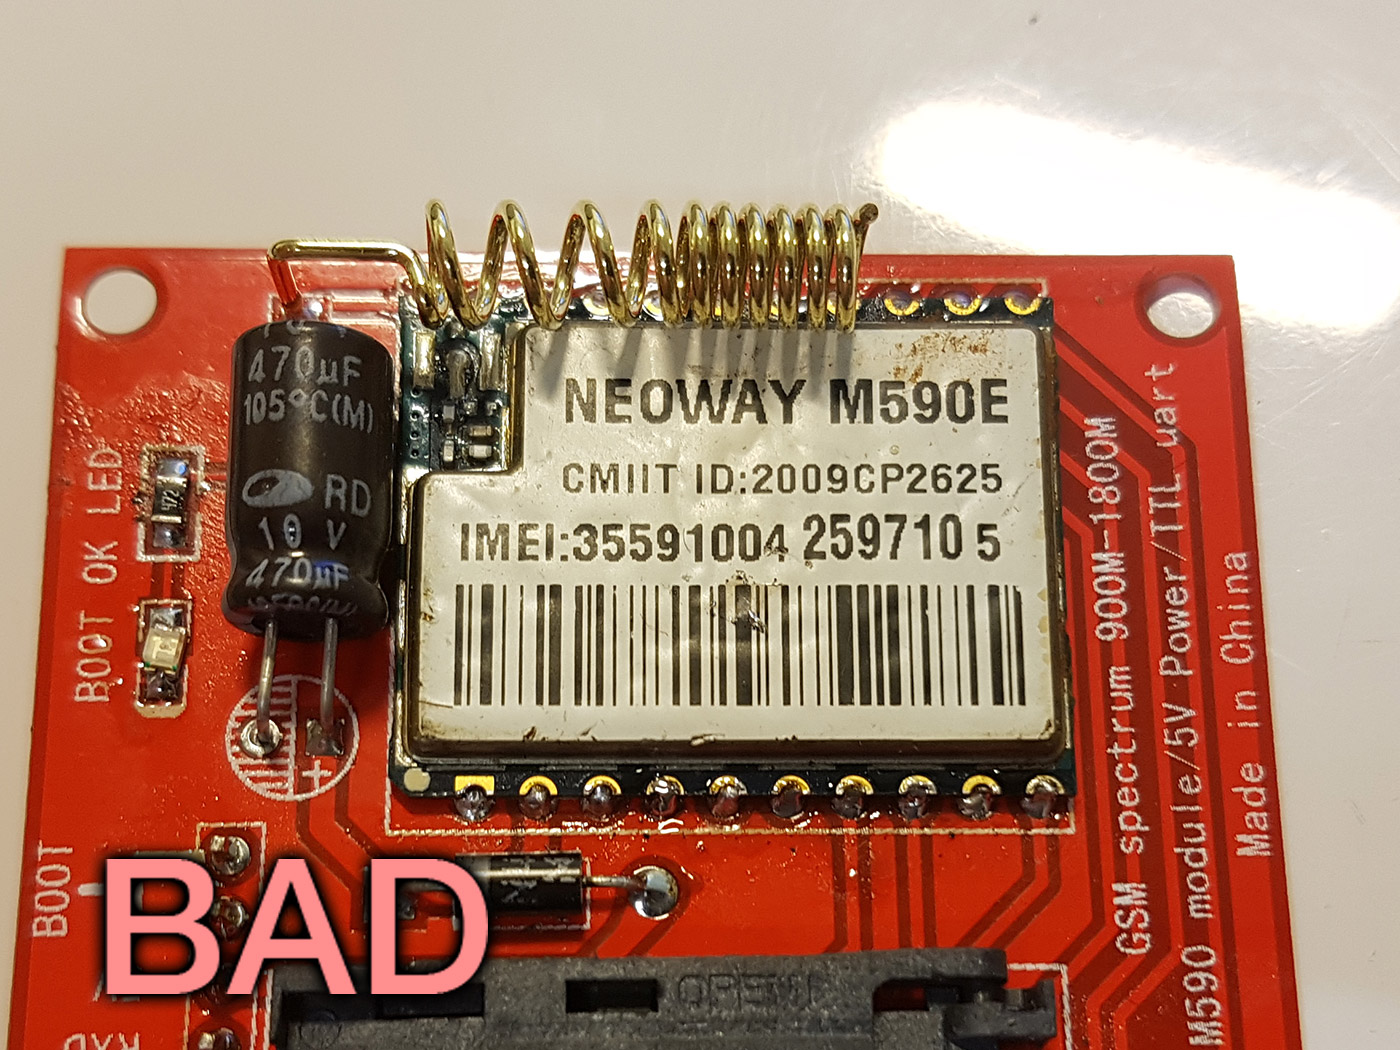 470µF
105°C(M)
RD
10 V
470µF
NEOWAY M590E
CMIIT ID:2009CP2625
IMEI:35591004 259710 5
BOOT OK LED
472
+
BOOT
BAD
OPEN
GSM spectrum 900M-1800M
M590 module/5V Power/TTL uart
Made in China